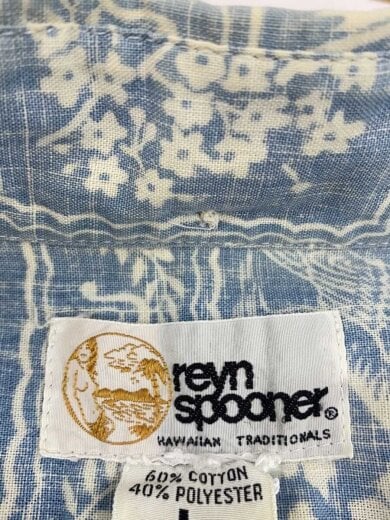 reyn
spooner®
HAWAIIAN TRADITIONALS
60% COTTON
40% POLYESTER
L